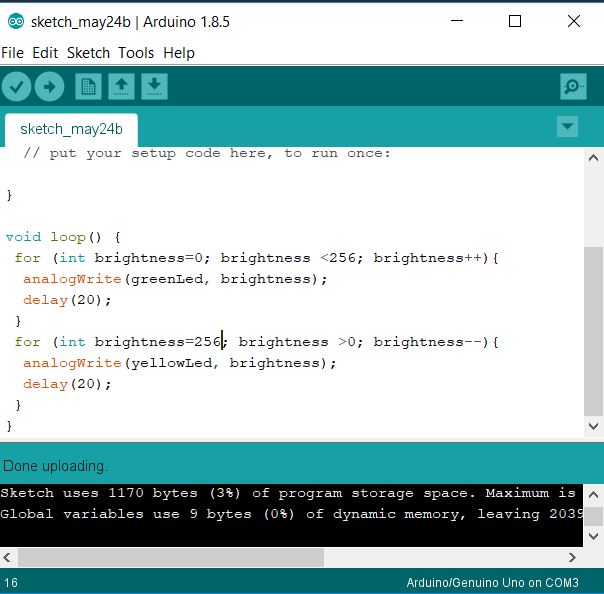 sketch_may24b | Arduino 1.8.5
File Edit Sketch Tools Help
sketch_may24b
// put your setup code here, to run once:
}
void loop() {
for (int brightness=0; brightness <256; brightness++){
analogWrite(greenLed, brightness);
delay(20);
}
for (int brightness=256; brightness >0; brightness--){
analogWrite(yellowLed, brightness);
delay(20);
}
}
Done uploading.
Sketch uses 1170 bytes (3%) of program storage space. Maximum is
Global variables use 9 bytes (0%) of dynamic memory, leaving 2039
16
Arduino/Genuino Uno on COM3